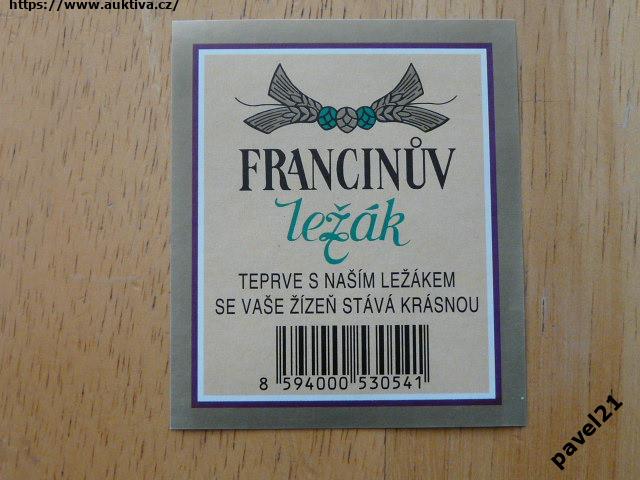 https://www.auktiva.cz/
FRANCINŮV
ležák
TEPRVE S NAŠÍM LEŽÁKEM
SE VAŠE ŽÍZEŇ STÁVÁ KRÁSNOU
8 594000 530541
pavel21